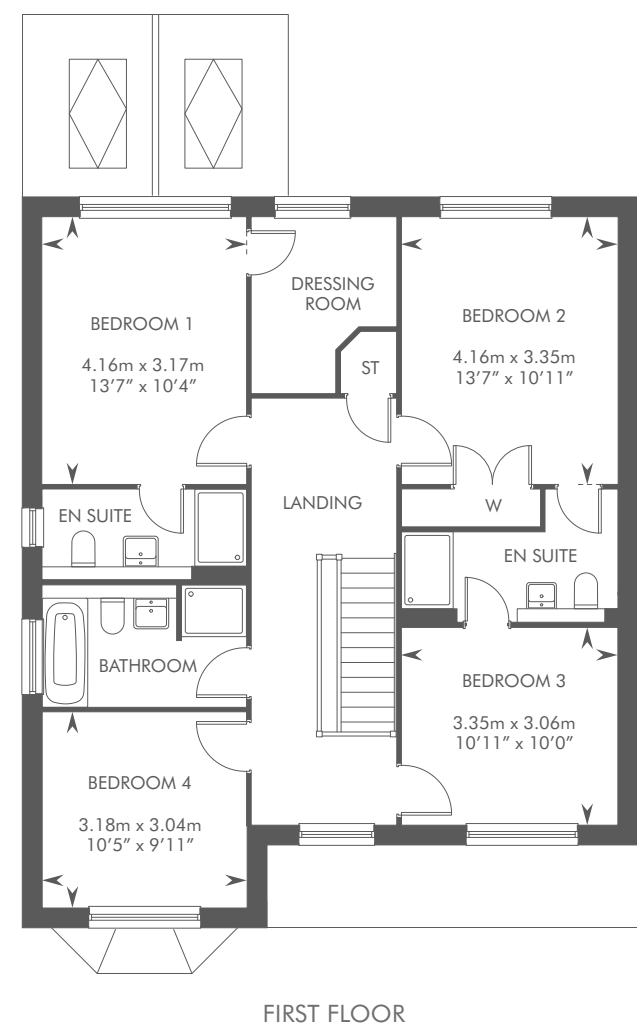 BEDROOM 1
4.16m x 3.17m
13’7” x 10’4”
DRESSING
ROOM
ST
BEDROOM 2
4.16m x 3.35m
13’7” x 10’11”
W
EN SUITE
LANDING
EN SUITE
BATHROOM
BEDROOM 3
3.35m x 3.06m
10’11” x 10’0”
BEDROOM 4
3.18m x 3.04m
10’5” x 9’11”
FIRST FLOOR